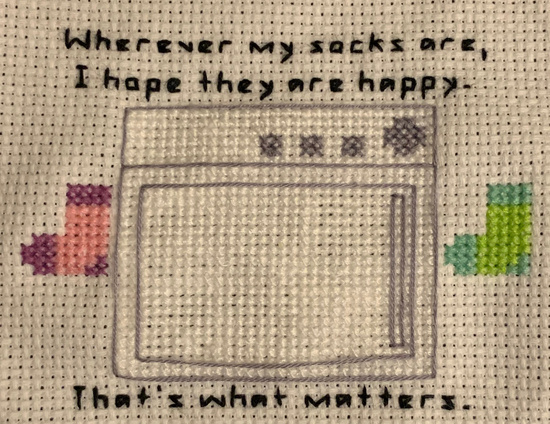 Wherever my socks are,
I hope they are happy.
That's what matters.